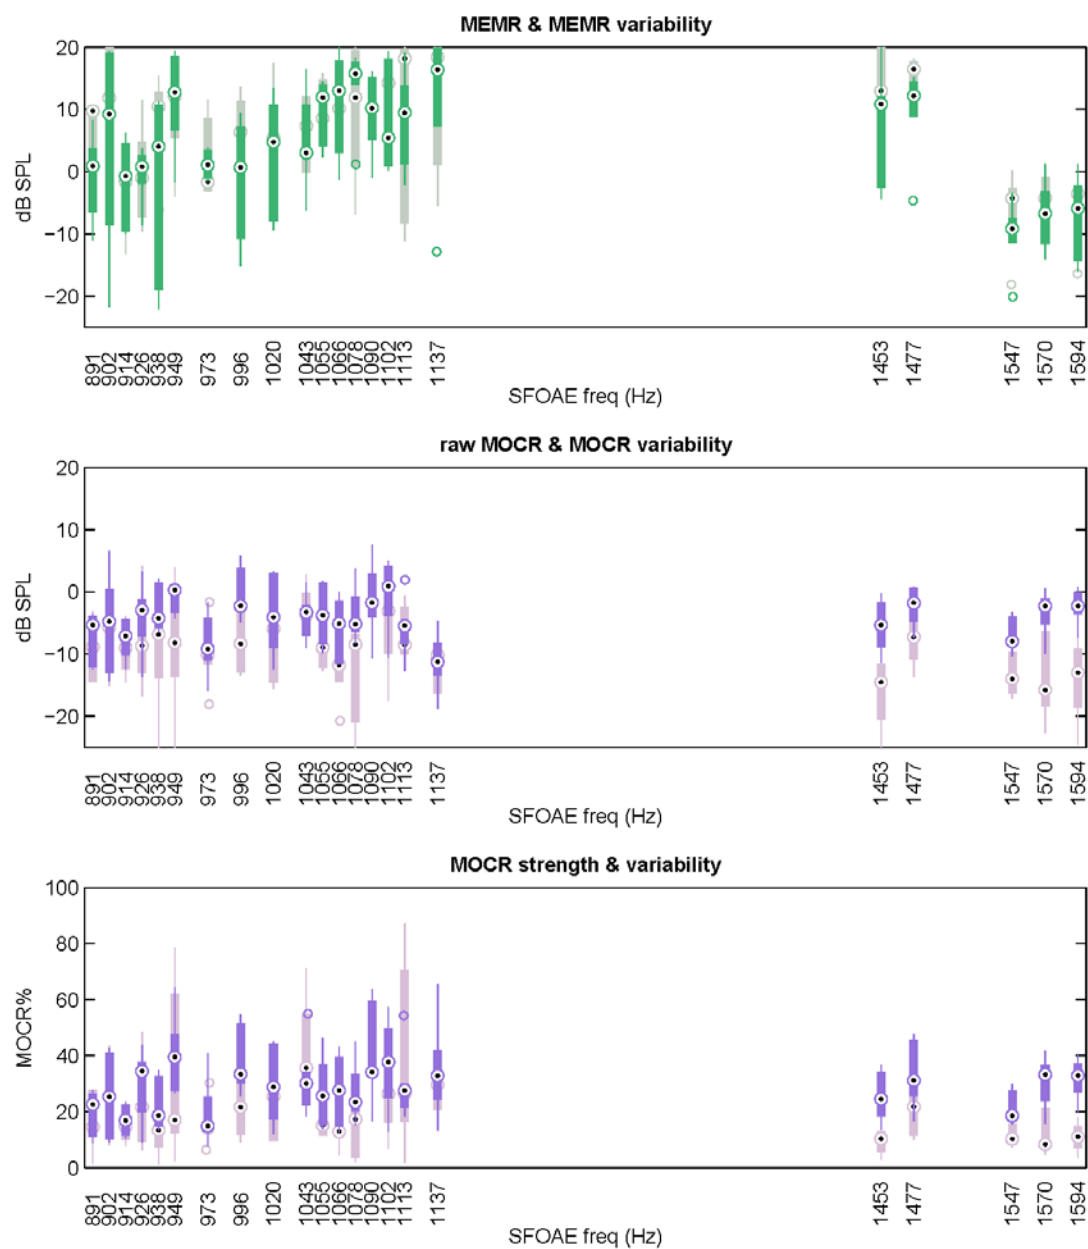 MEMR & MEMR variability
20
10
0
−10
−20
dB SPL
891 902 914 926 938 949 973 996 1020 1043 1055 1066 1078 1090 1102 1113 1137 1453 1477 1547 1570 1594
SFOAE freq (Hz)
raw MOCR & MOCR variability
20
10
0
−10
−20
dB SPL
891 902 914 926 938 949 973 996 1020 1043 1055 1066 1078 1090 1102 1113 1137 1453 1477 1547 1570 1594
SFOAE freq (Hz)
MOCR strength & variability
100
80
60
40
20
0
MOCR%
891 902 914 926 938 949 973 996 1020 1043 1055 1066 1078 1090 1102 1113 1137 1453 1477 1547 1570 1594
SFOAE freq (Hz)